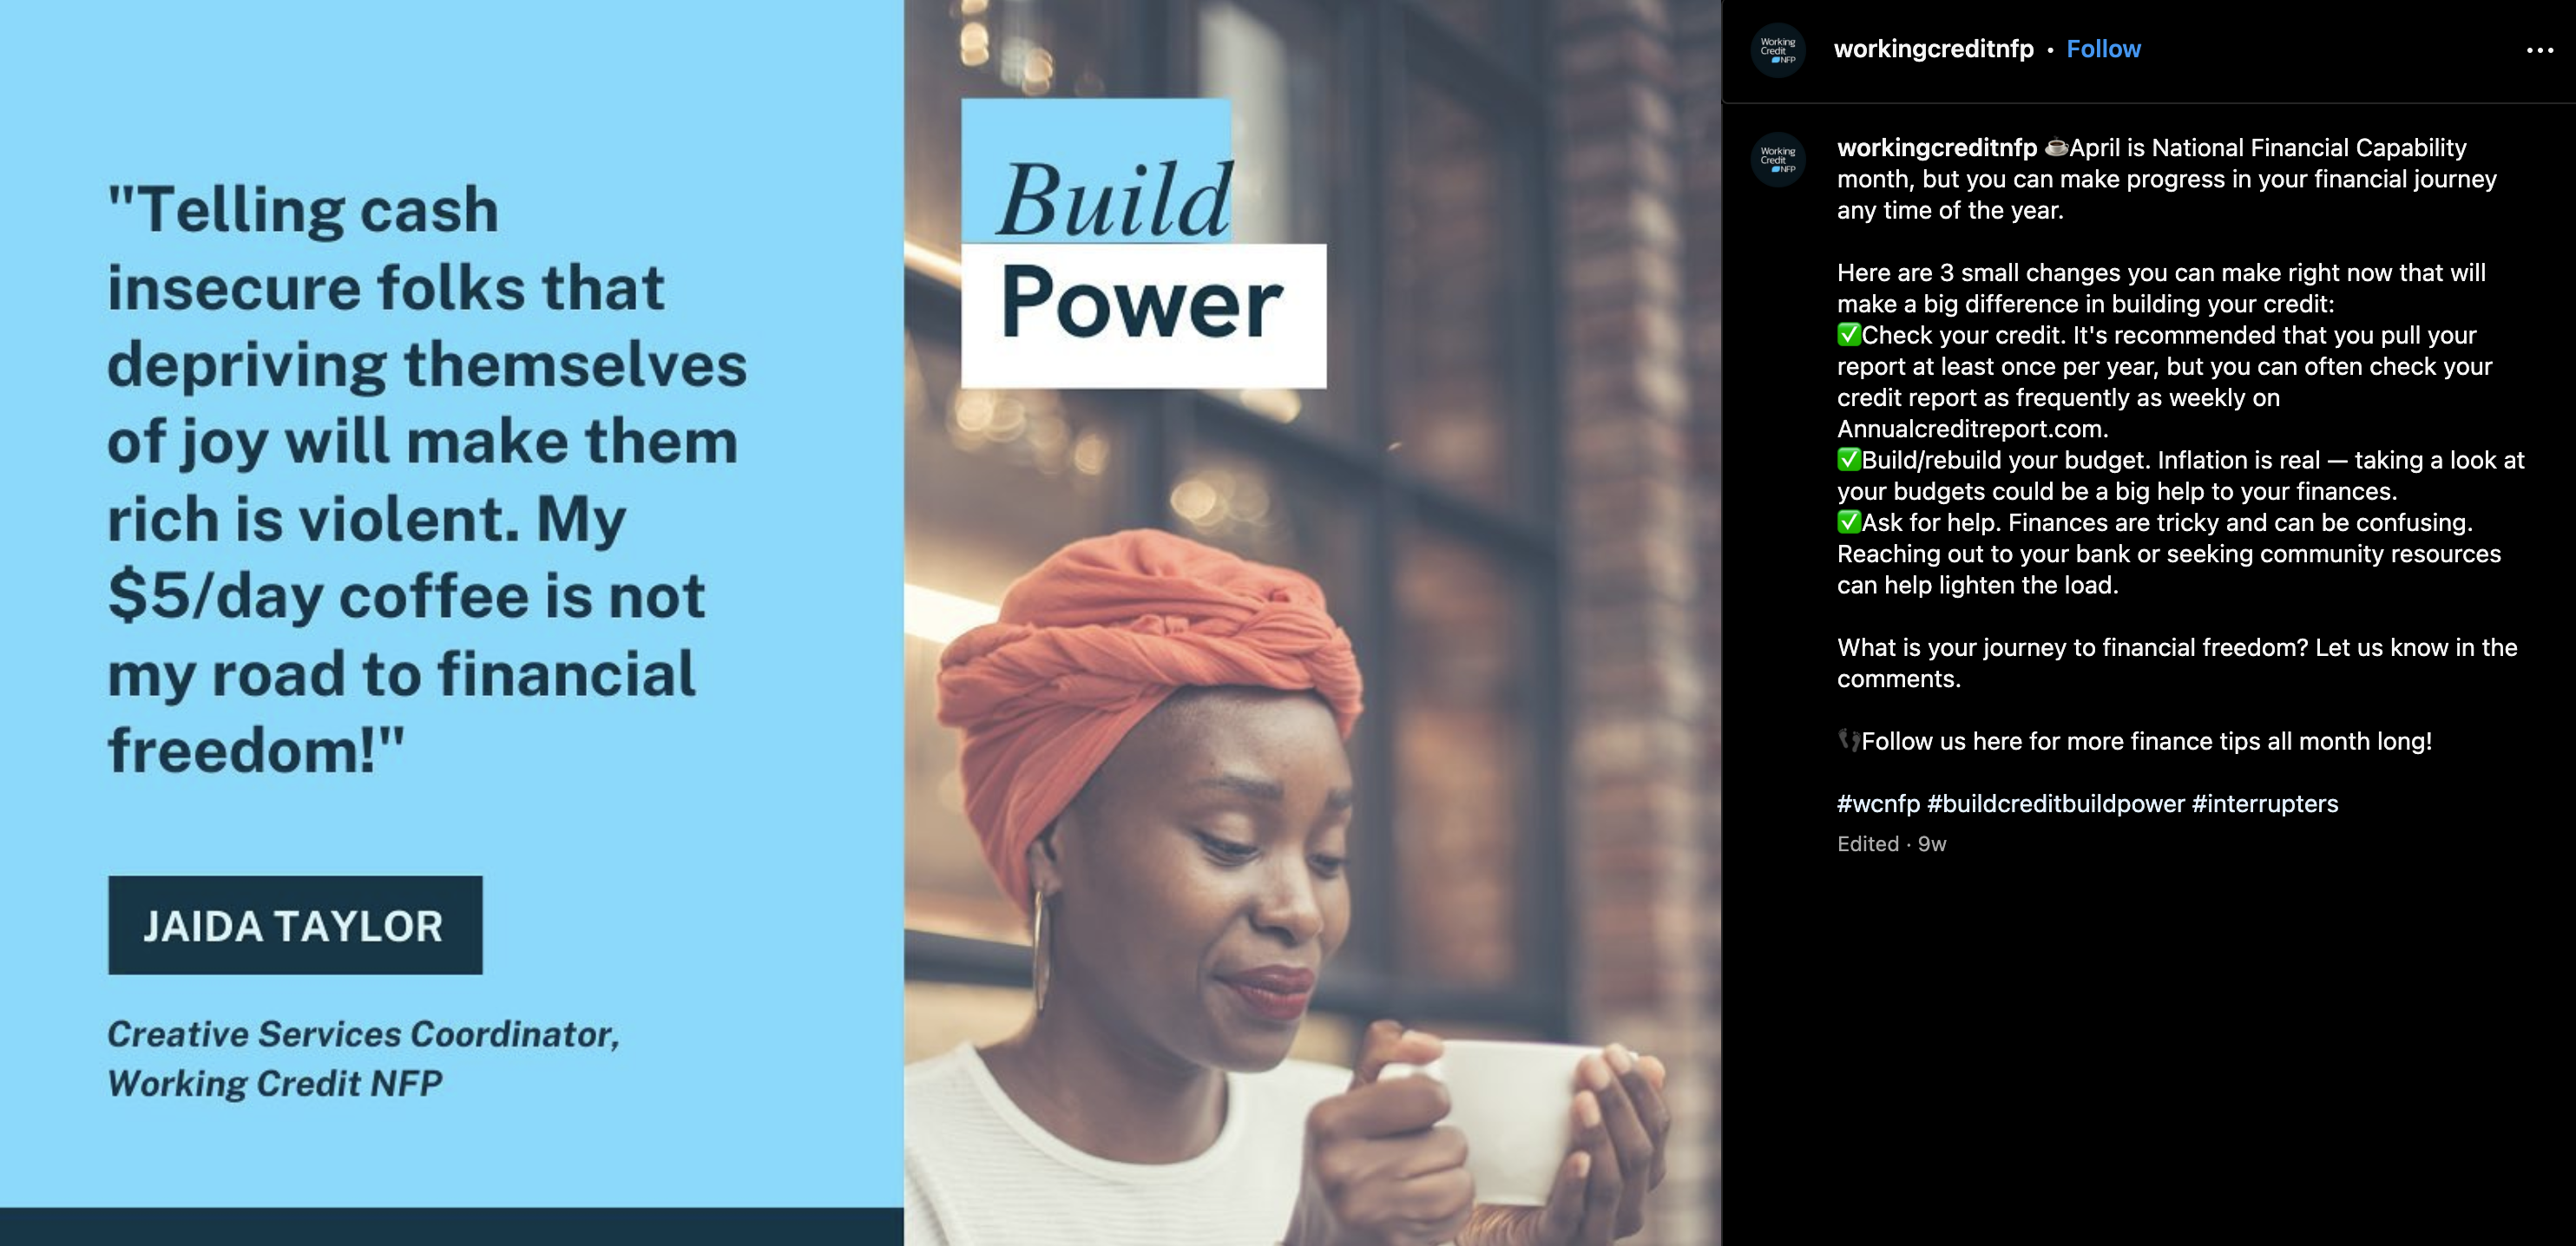 "Telling cash
insecure folks that
depriving themselves
of joy will make them
rich is violent. My
$5/day coffee is not
my road to financial
freedom!"
JAIDA TAYLOR
Creative Services Coordinator,
Working Credit NFP
Build
Power
Working
Credit
NFP
workingcreditnfp • Follow
Working
Credit
NFP
workingcreditnfp ☕April is National Financial Capability
month, but you can make progress in your financial journey
any time of the year.
Here are 3 small changes you can make right now that will
make a big difference in building your credit:
✅Check your credit. It's recommended that you pull your
report at least once per year, but you can often check your
credit report as frequently as weekly on
Annualcreditreport.com.
✅Build/rebuild your budget. Inflation is real — taking a look at
your budgets could be a big help to your finances.
✅Ask for help. Finances are tricky and can be confusing.
Reaching out to your bank or seeking community resources
can help lighten the load.
What is your journey to financial freedom? Let us know in the
comments.
👣Follow us here for more finance tips all month long!
#wcnfp #buildcreditbuildpower #interrupters
Edited · 9w